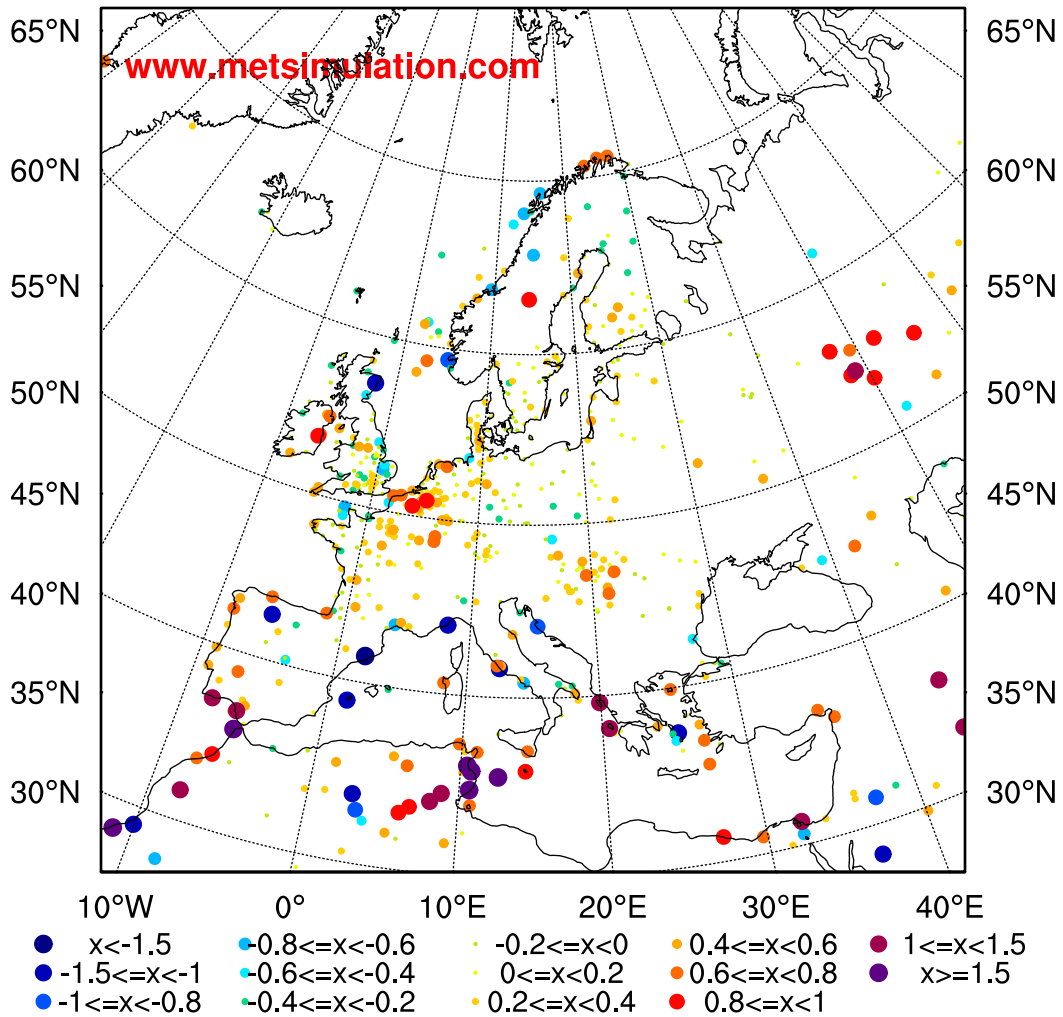 65°N 65°N
www.metsimulation.com
60°N 60°N
55°N 55°N
50°N 50°N
45°N 45°N
40°N 40°N
35°N 35°N
30°N 30°N
10°W 0° 10°E 20°E 30°E 40°E
x<-1.5 -0.8<=x<-0.6 -0.2<=x<0 0.4<=x<0.6 1<=x<1.5
-1.5<=x<-1 -0.6<=x<-0.4 0<=x<0.2 0.6<=x<0.8 x>=1.5
-1<=x<-0.8 -0.4<=x<-0.2 0.2<=x<0.4 0.8<=x<1